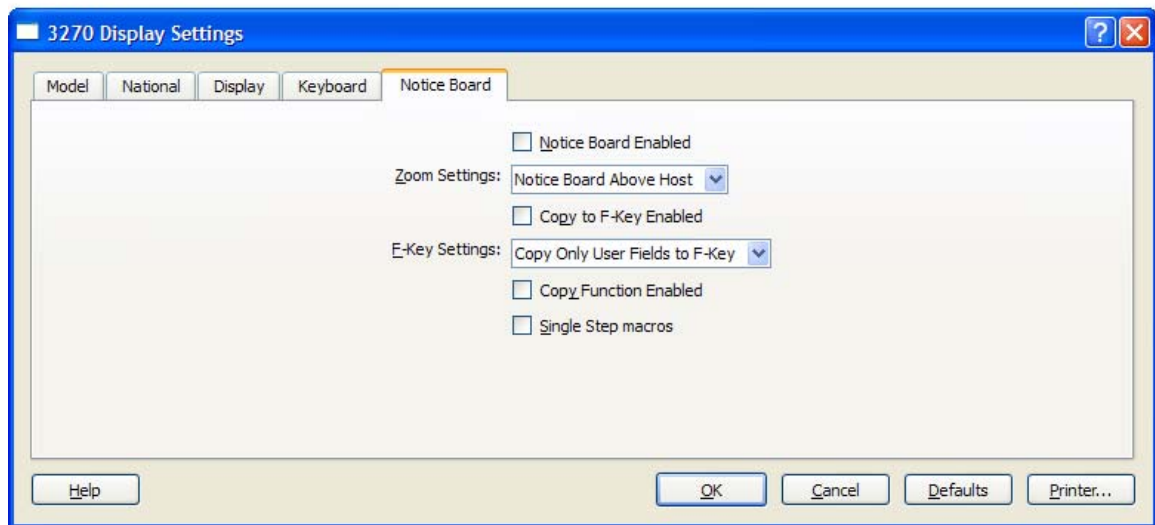 3270 Display Settings
Model National Display Keyboard Notice Board
Notice Board Enabled
Zoom Settings: Notice Board Above Host
Copy to F-Key Enabled
F-Key Settings: Copy Only User Fields to F-Key
Copy Function Enabled
Single Step macros
Help OK Cancel Defaults Printer...